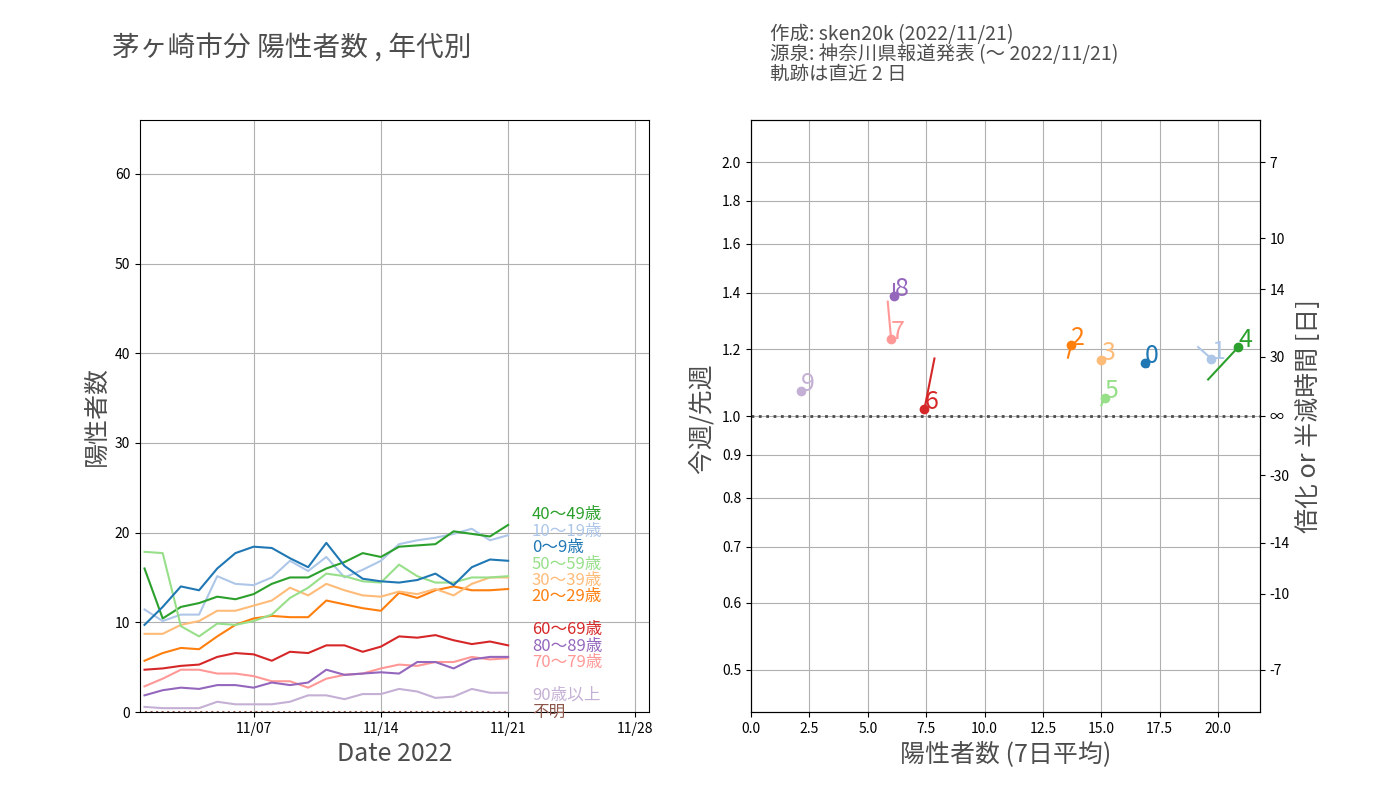 茅ヶ崎市分 陽性者数 , 年代別
作成: sken20k (2022/11/21)
源泉: 神奈川県報道発表 (～ 2022/11/21)
軌跡は直近 2 日
陽性者数
60
50
40
30
20
10
0
40～49歳
10～19歳
0～9歳
50～59歳
30～39歳
20～29歳
60～69歳
80～89歳
70～79歳
90歳以上
不明
11/07
11/14
11/21
11/28
Date 2022
今週/先週
2.0
1.8
1.6
1.4
1.2
1.0
0.9
0.8
0.7
0.6
0.5
8
7
2
4
3
0
1
9
5
6
7
10
14
30
∞
-30
-14
-10
-7
倍化 or 半減時間 [日]
0.0
2.5
5.0
7.5
10.0
12.5
15.0
17.5
20.0
陽性者数 (7日平均)